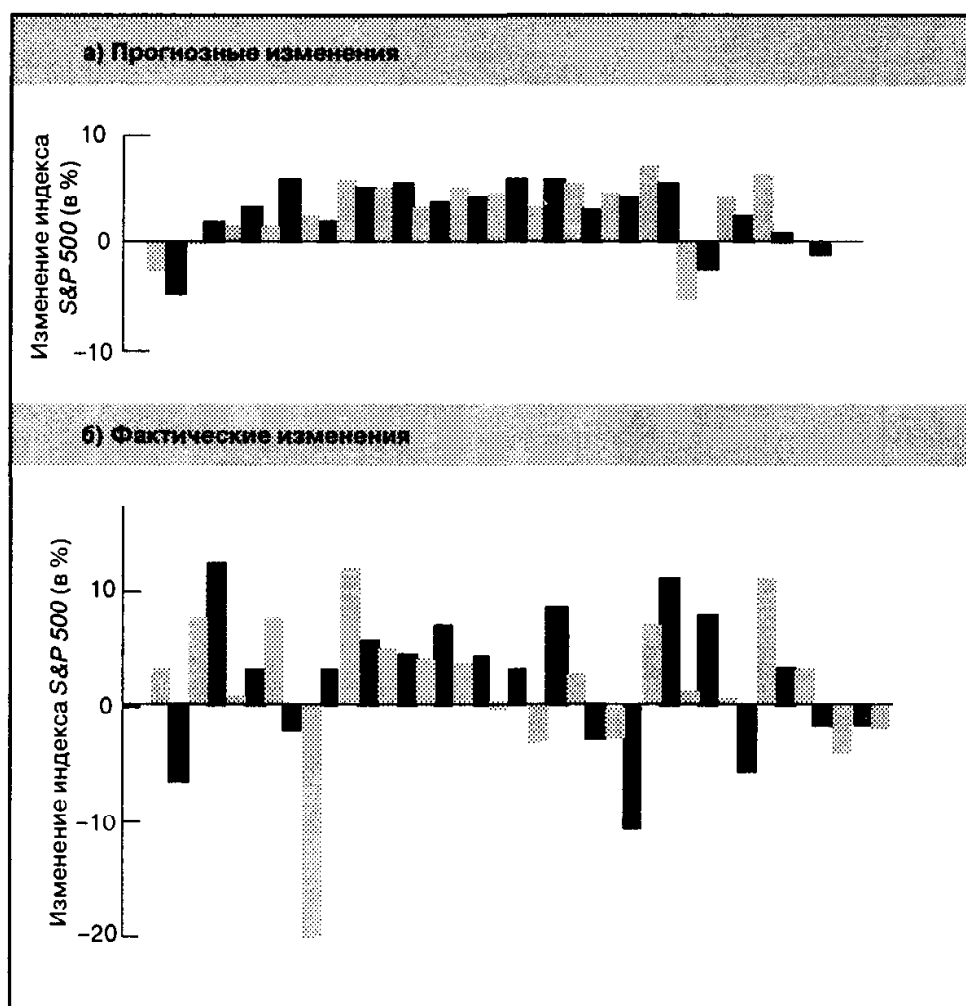 а) Прогнозные изменения
Изменение индекса
S&P 500 (в %)
10
0
–10
б) Фактические изменения
Изменение индекса S&P 500 (в %)
10
0
–10
–20